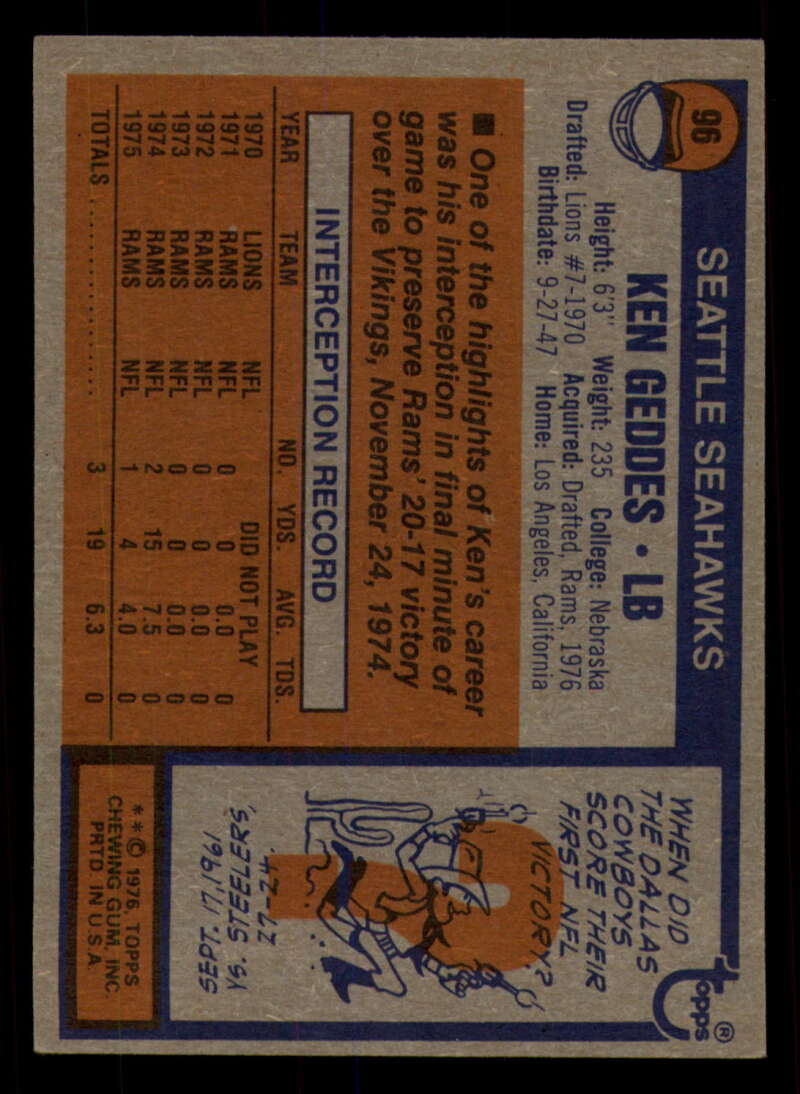 96
SEATTLE SEAHAWKS
KEN GEDDES • LB
Height: 6'3" Weight: 235 College: Nebraska
Drafted: Lions #7-1970 Acquired: Drafted, Rams, 1976
Birthdate: 9-27-47 Home: Los Angeles, California
■ One of the highlights of Ken's career
was his interception in final minute of
game to preserve Rams' 20-17 victory
over the Vikings, November 24, 1974.
INTERCEPTION RECORD
YEAR TEAM NO. YDS. AVG. TDS.
1970 LIONS NFL DID NOT PLAY
1971 RAMS NFL 0 0 0.0 0
1972 RAMS NFL 0 0 0.0 0
1973 RAMS NFL 0 0 0.0 0
1974 RAMS NFL 2 15 7.5 0
1975 RAMS NFL 1 4 4.0 0
TOTALS .......... 3 19 6.3 0
topps®
WHEN DID
THE DALLAS
COWBOYS
SCORE THEIR
FIRST NFL
VICTORY?
SEPT. 17, 1961
VS. STEELERS,
27-24.
**© 1976, TOPPS
CHEWING GUM, INC.
PRTD IN U.S.A.